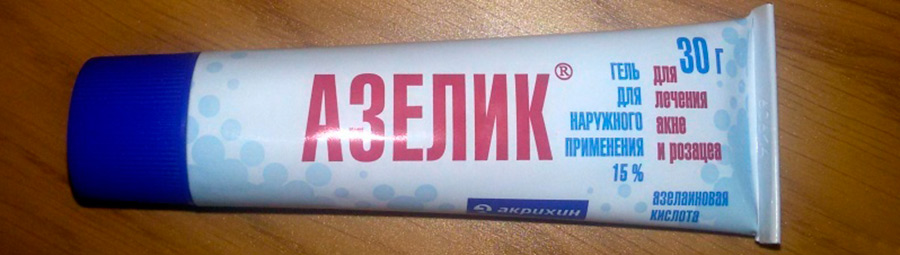 АЗЕЛИК®
ГЕЛЬ
ДЛЯ
НАРУЖНОГО
ПРИМЕНЕНИЯ
15 %
30 г
для
лечения
акне
и розацеа
азелаиновая
кислота
акрихин